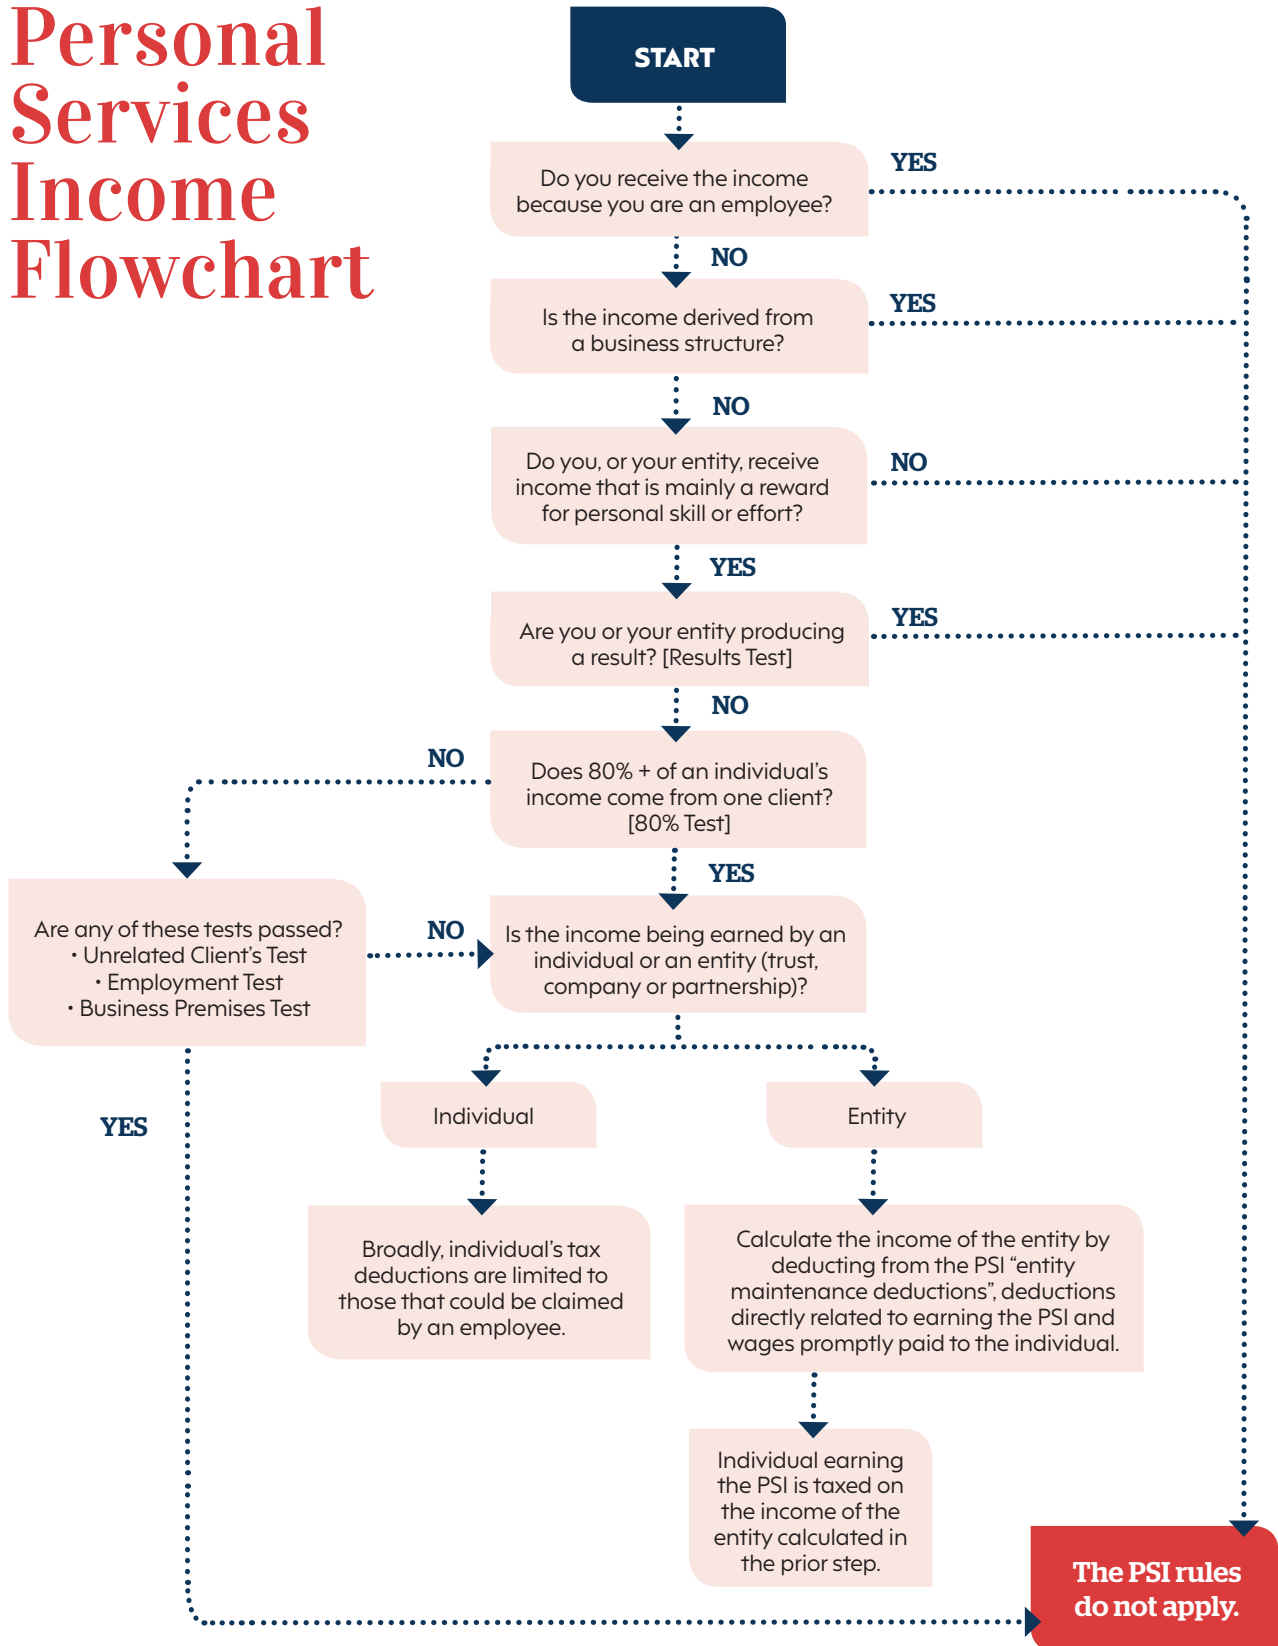 Personal
Services
Income
Flowchart
START
Do you receive the income
because you are an employee?
YES
NO
Is the income derived from
a business structure?
YES
NO
Do you, or your entity, receive
income that is mainly a reward
for personal skill or effort?
NO
YES
Are you or your entity producing
a result? [Results Test]
YES
NO
Does 80% + of an individual’s
income come from one client?
[80% Test]
NO
YES
Are any of these tests passed?
• Unrelated Client’s Test
• Employment Test
• Business Premises Test
NO
YES
Is the income being earned by an
individual or an entity (trust,
company or partnership)?
Individual
Entity
Broadly, individual’s tax
deductions are limited to
those that could be claimed
by an employee.
Calculate the income of the entity by
deducting from the PSI “entity
maintenance deductions”, deductions
directly related to earning the PSI and
wages promptly paid to the individual.
Individual earning
the PSI is taxed on
the income of the
entity calculated in
the prior step.
The PSI rules
do not apply.